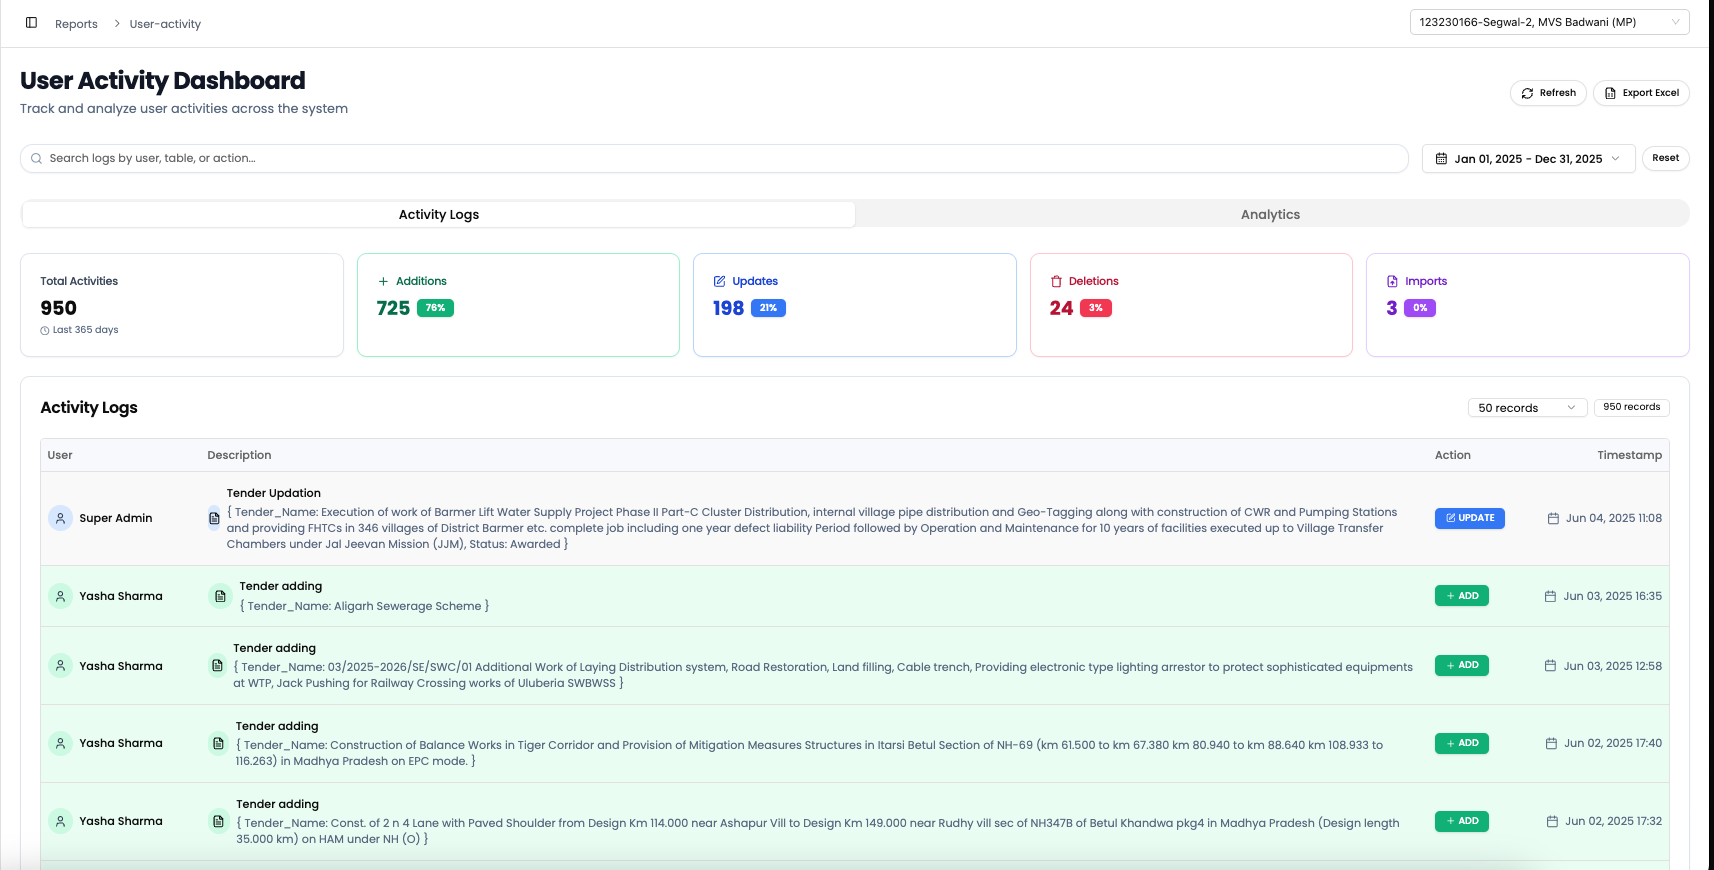 Reports > User-activity
123230166-Segwal-2, MVS Badwani (MP)
User Activity Dashboard
Track and analyze user activities across the system
Refresh
Export Excel
Search logs by user, table, or action...
Jan 01, 2025 - Dec 31, 2025
Reset
Activity Logs
Analytics
Total Activities
950
Last 365 days
+ Additions
725 76%
Updates
198 21%
Deletions
24 3%
Imports
3 0%
Activity Logs
50 records
950 records
User Description Action Timestamp
Super Admin
Tender Updation
{ Tender_Name: Execution of work of Barmer Lift Water Supply Project Phase II Part-C Cluster Distribution, internal village pipe distribution and Geo-Tagging along with construction of CWR and Pumping Stations
and providing FHTCs in 346 villages of District Barmer etc. complete job including one year defect liability Period followed by Operation and Maintenance for 10 years of facilities executed up to Village Transfer
Chambers under Jal Jeevan Mission (JJM), Status: Awarded }
UPDATE
Jun 04, 2025 11:08
Yasha Sharma
Tender adding
{ Tender_Name: Aligarh Sewerage Scheme }
+ ADD
Jun 03, 2025 16:35
Yasha Sharma
Tender adding
{ Tender_Name: 03/2025-2026/SE/SWC/01 Additional Work of Laying Distribution system, Road Restoration, Land filling, Cable trench, Providing electronic type lighting arrestor to protect sophisticated equipments
at WTP, Jack Pushing for Railway Crossing works of Uluberia SWBWSS }
+ ADD
Jun 03, 2025 12:58
Yasha Sharma
Tender adding
{ Tender_Name: Construction of Balance Works in Tiger Corridor and Provision of Mitigation Measures Structures in Itarsi Betul Section of NH-69 (km 61.500 to km 67.380 km 80.940 to km 88.640 km 108.933 to
116.263) in Madhya Pradesh on EPC mode. }
+ ADD
Jun 02, 2025 17:40
Yasha Sharma
Tender adding
{ Tender_Name: Const. of 2 n 4 Lane with Paved Shoulder from Design Km 114.000 near Ashapur Vill to Design Km 149.000 near Rudhy vill sec of NH347B of Betul Khandwa pkg4 in Madhya Pradesh (Design length
35.000 km) on HAM under NH (O) }
+ ADD
Jun 02, 2025 17:32